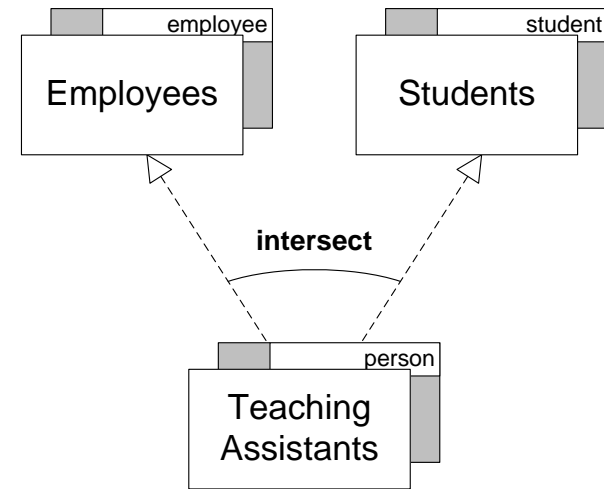 employee
student
Employees
Students
intersect
person
Teaching
Assistants